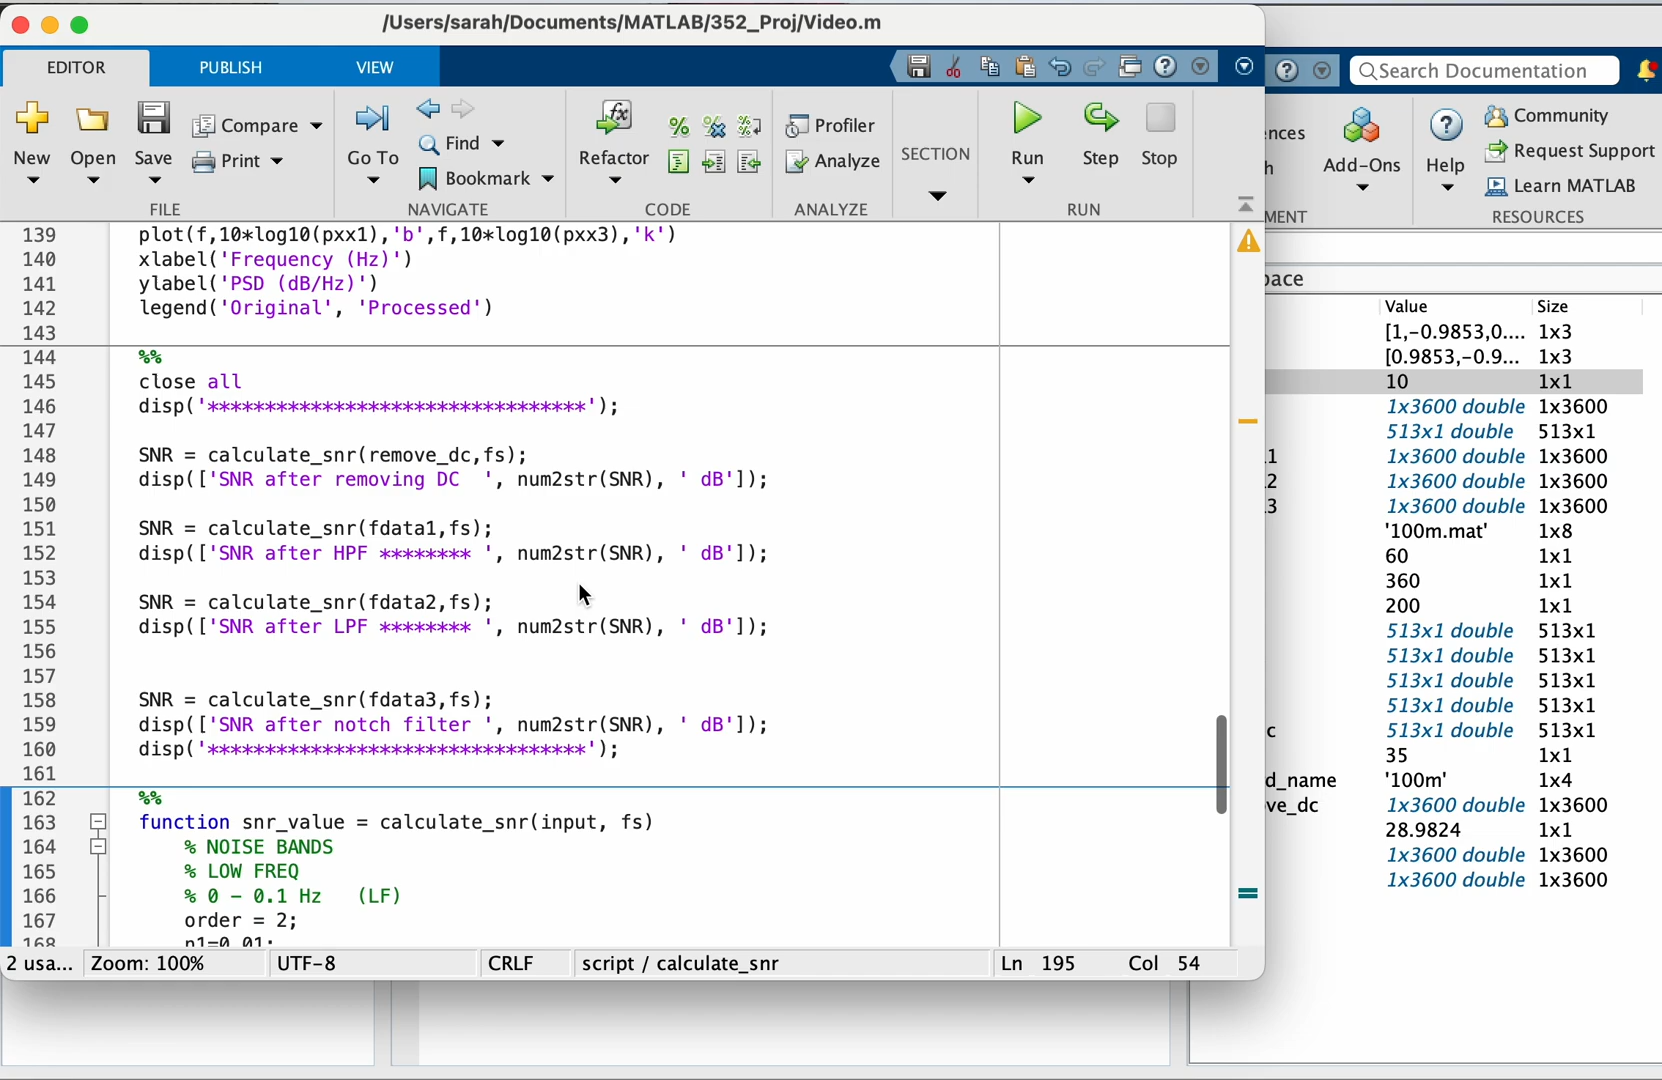 /Users/sarah/Documents/MATLAB/352_Proj/Video.m
EDITOR PUBLISH VIEW
Search Documentation
New Open Save Compare Print
FILE
Go To Find Bookmark
NAVIGATE
Refactor
CODE
Profiler
Analyze
ANALYZE
SECTION
Run Step Stop
RUN
ences
h
MENT
Add-Ons Help
Community
Request Support
Learn MATLAB
RESOURCES
139 plot(f,10*log10(pxx1),'b',f,10*log10(pxx3),'k')
140 xlabel('Frequency (Hz)')
141 ylabel('PSD (dB/Hz)')
142 legend('Original', 'Processed')
143
144 %%
145 close all
146 disp('*********************************');
147
148 SNR = calculate_snr(remove_dc,fs);
149 disp(['SNR after removing DC  ', num2str(SNR), ' dB']);
150
151 SNR = calculate_snr(fdata1,fs);
152 disp(['SNR after HPF ******** ', num2str(SNR), ' dB']);
153
154 SNR = calculate_snr(fdata2,fs);
155 disp(['SNR after LPF ******** ', num2str(SNR), ' dB']);
156
157
158 SNR = calculate_snr(fdata3,fs);
159 disp(['SNR after notch filter ', num2str(SNR), ' dB']);
160 disp('*********************************');
161
162 %%
163 function snr_value = calculate_snr(input, fs)
164 % NOISE BANDS
165 % LOW FREQ
166 % 0 - 0.1 Hz   (LF)
167 order = 2;
168 n1=0.01;
2 usa... Zoom: 100% UTF-8 CRLF script / calculate_snr Ln 195 Col 54
pace
Value Size
[1,-0.9853,0.... 1x3
[0.9853,-0.9... 1x3
10 1x1
1x3600 double 1x3600
513x1 double 513x1
1 1x3600 double 1x3600
2 1x3600 double 1x3600
3 1x3600 double 1x3600
'100m.mat' 1x8
60 1x1
360 1x1
200 1x1
513x1 double 513x1
513x1 double 513x1
513x1 double 513x1
513x1 double 513x1
c 513x1 double 513x1
35 1x1
d_name '100m' 1x4
ve_dc 1x3600 double 1x3600
28.9824 1x1
1x3600 double 1x3600
1x3600 double 1x3600